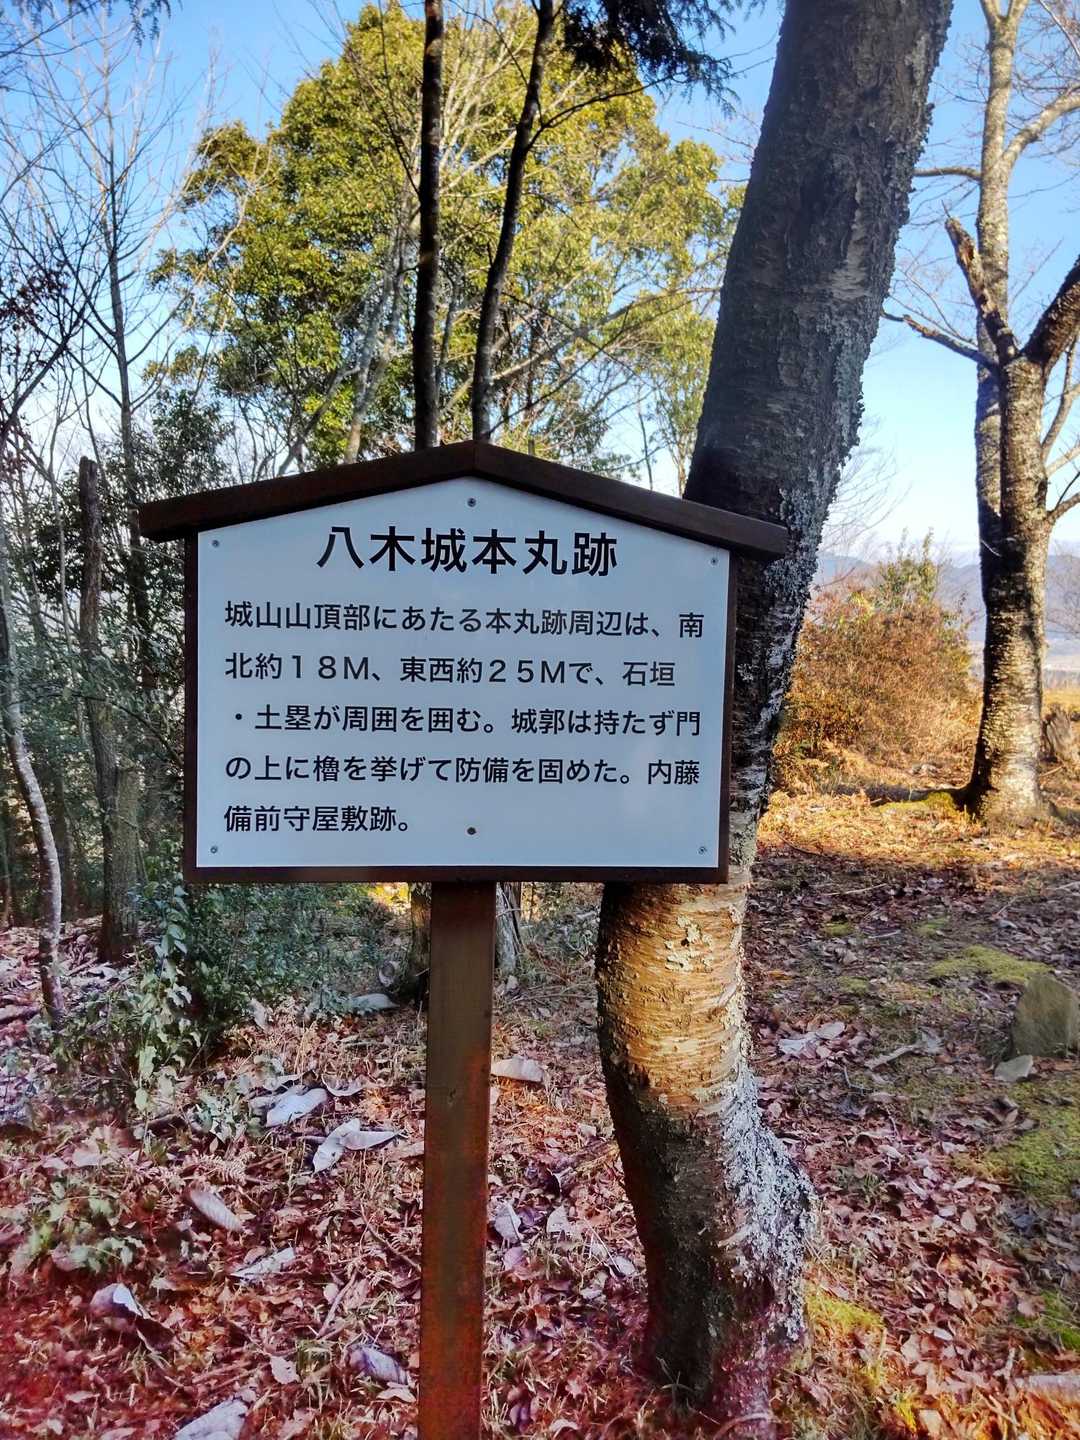 八木城本丸跡
城山山頂部にあたる本丸跡周辺は、南
北約１８Ｍ、東西約２５Ｍで、石垣
・土塁が周囲を囲む。城郭は持たず門
の上に櫓を挙げて防備を固めた。内藤
備前守屋敷跡。